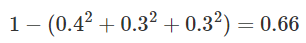 1 − (0.4² + 0.3² + 0.3²) = 0.66